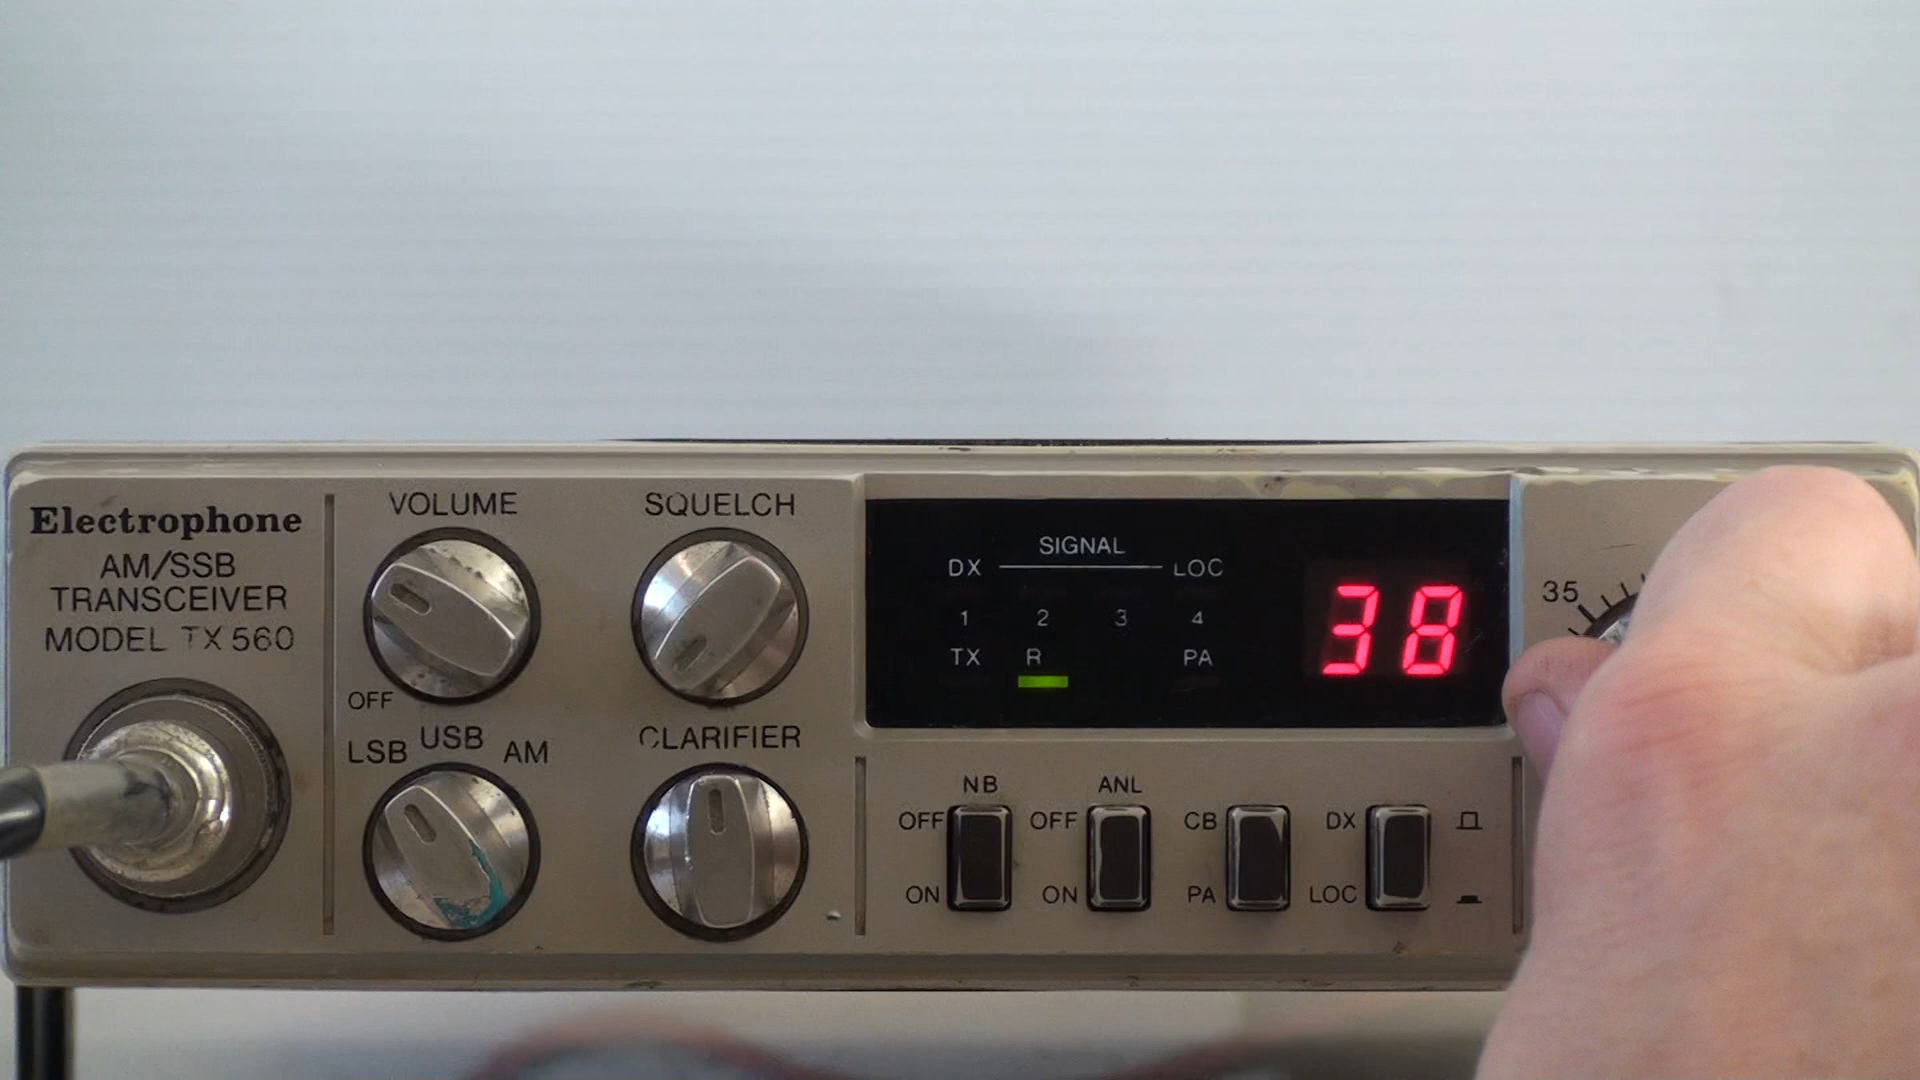 Electrophone
AM/SSB
TRANSCEIVER
MODEL TX 560
VOLUME
OFF
SQUELCH
LSB USB AM
CLARIFIER
SIGNAL
DX LOC
1 2 3 4
TX R PA
38
35
NB ANL
OFF OFF CB DX
ON ON PA LOC